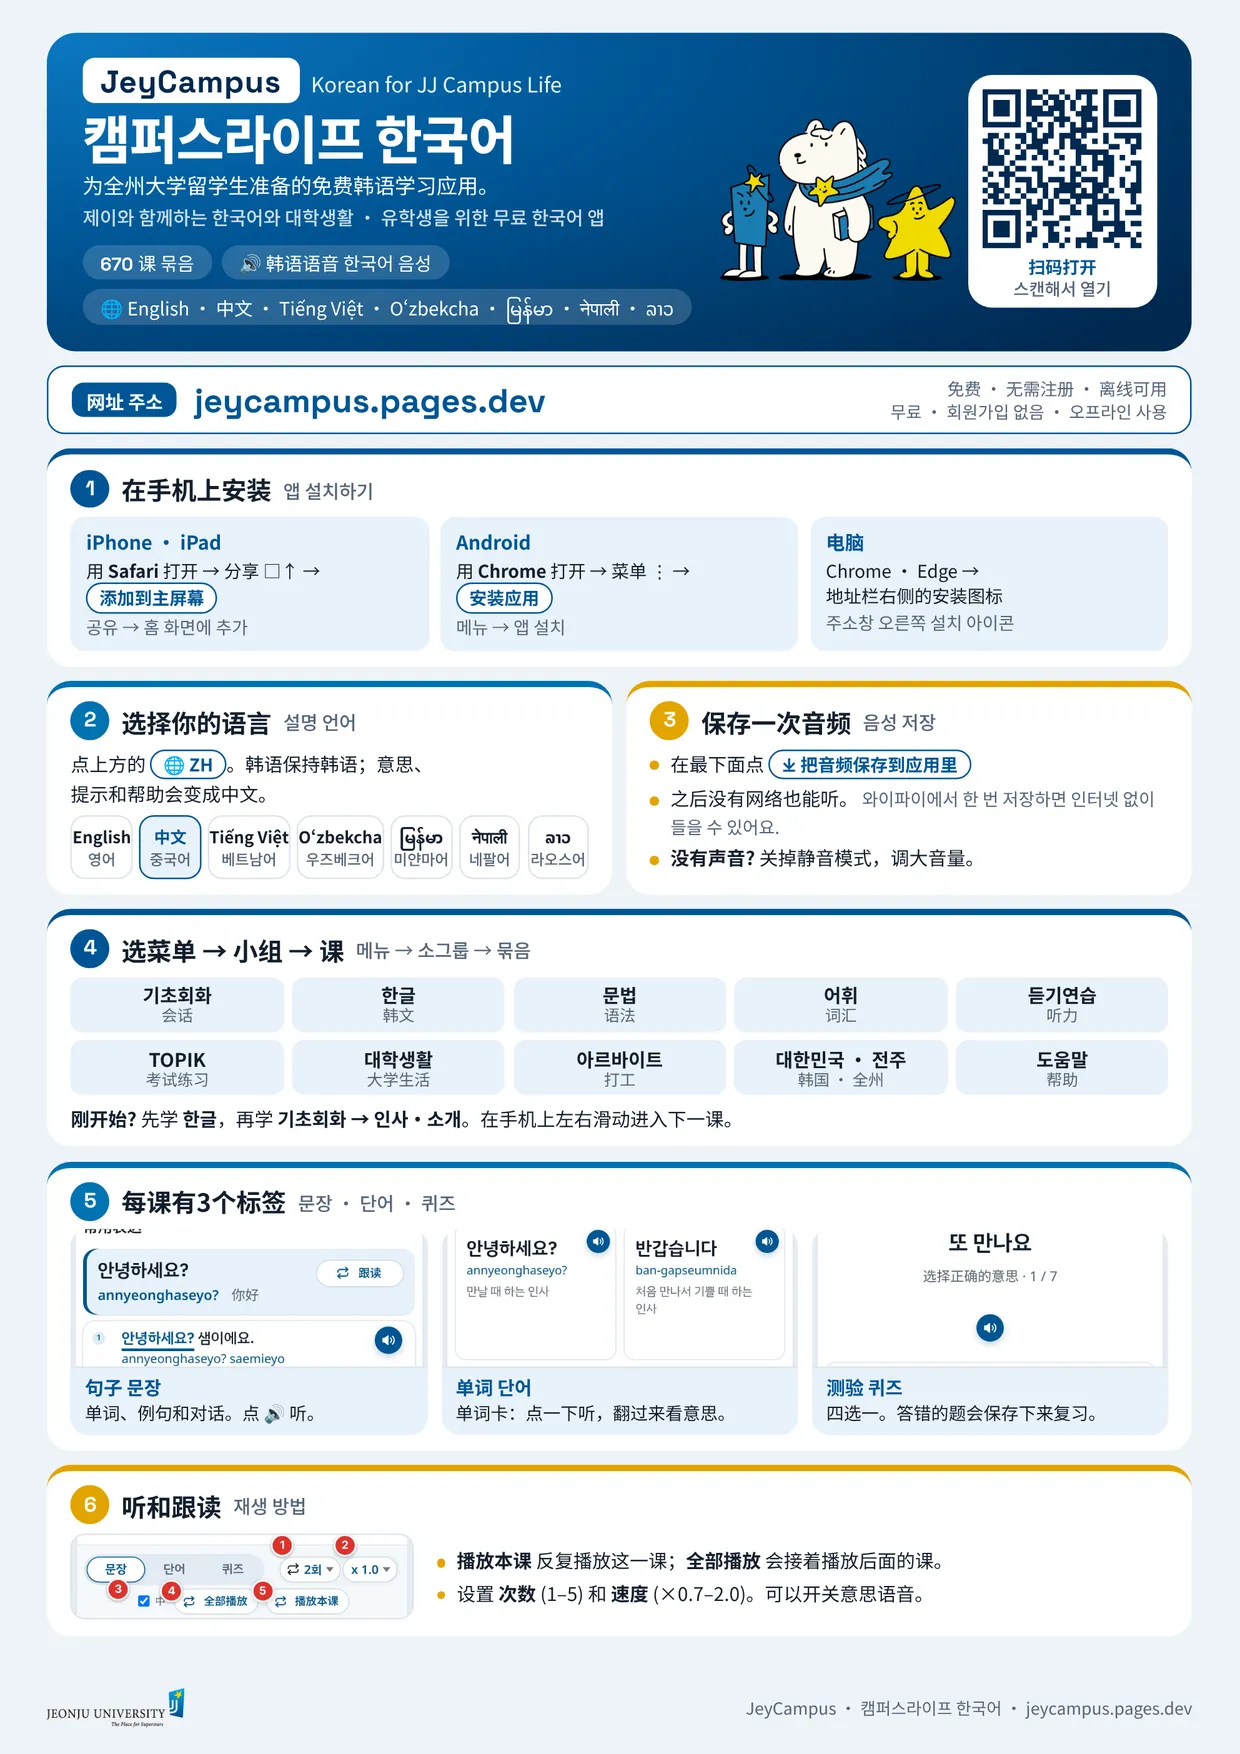 JeyCampus Korean for JJ Campus Life
캠퍼스라이프 한국어
为全州大学留学生准备的免费韩语学习应用。
제이와 함께하는 한국어와 대학생활 · 유학생을 위한 무료 한국어 앱
670 课 묶음 🔊 韩语语音 한국어 음성
🌐 English · 中文 · Tiếng Việt · Oʻzbekcha · မြန်မာ · नेपाली · ລາວ
扫码打开
스캔해서 열기
网址 주소 jeycampus.pages.dev
免费 · 无需注册 · 离线可用
무료 · 회원가입 없음 · 오프라인 사용
1 在手机上安装 앱 설치하기
iPhone · iPad
用 Safari 打开 → 分享 □↑ →
添加到主屏幕
공유 → 홈 화면에 추가
Android
用 Chrome 打开 → 菜单 ⋮ →
安装应用
메뉴 → 앱 설치
电脑
Chrome · Edge →
地址栏右侧的安装图标
주소창 오른쪽 설치 아이콘
2 选择你的语言 설명 언어
点上方的 🌐 ZH 。韩语保持韩语；意思、
提示和帮助会变成中文。
English 中文 Tiếng Việt Oʻzbekcha မြန်မာ नेपाली ລາວ
영어 중국어 베트남어 우즈베크어 미얀마어 네팔어 라오스어
3 保存一次音频 음성 저장
在最下面点 ↓ 把音频保存到应用里
之后没有网络也能听。 와이파이에서 한 번 저장하면 인터넷 없이
들을 수 있어요.
没有声音? 关掉静音模式，调大音量。
4 选菜单 → 小组 → 课 메뉴 → 소그룹 → 묶음
기초회화 한글 문법 어휘 듣기연습
会话 韩文 语法 词汇 听力
TOPIK 대학생활 아르바이트 대한민국 · 전주 도움말
考试练习 大学生活 打工 韩国 · 全州 帮助
刚开始? 先学 한글，再学 기초회화 → 인사 · 소개。在手机上左右滑动进入下一课。
5 每课有3个标签 문장 · 단어 · 퀴즈
안녕하세요? 跟读
annyeonghaseyo? 你好
1 안녕하세요? 샘이에요.
annyeonghaseyo? saemieyo
句子 문장
单词、例句和对话。点 🔊 听。
안녕하세요? 반갑습니다
annyeonghaseyo? ban-gapseumnida
만날 때 하는 인사 처음 만나서 기쁠 때 하는
인사
单词 단어
单词卡：点一下听，翻过来看意思。
또 만나요
选择正确的意思 · 1 / 7
测验 퀴즈
四选一。答错的题会保存下来复习。
6 听和跟读 재생 방법
1 2
문장 단어 퀴즈 2회 x 1.0
3 4 5
中 全部播放 播放本课
播放本课 反复播放这一课；全部播放 会接着播放后面的课。
设置 次数 (1–5) 和 速度 (×0.7–2.0)。可以开关意思语音。
JEONJU UNIVERSITY
The Place for Superstars
JeyCampus · 캠퍼스라이프 한국어 · jeycampus.pages.dev